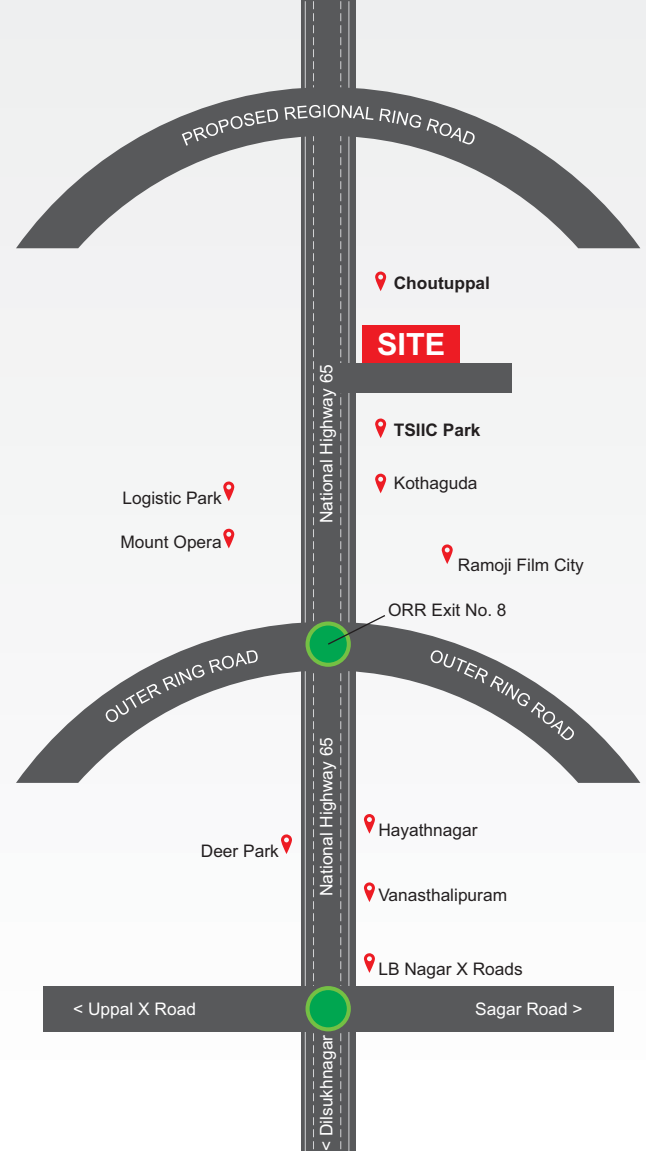 PROPOSED REGIONAL RING ROAD
Choutuppal
SITE
National Highway 65
TSIIC Park
Kothaguda
Logistic Park
Mount Opera
Ramoji Film City
ORR Exit No. 8
OUTER RING ROAD
OUTER RING ROAD
National Highway 65
Hayathnagar
Deer Park
Vanasthalipuram
LB Nagar X Roads
< Uppal X Road
Sagar Road >
< Dilsukhnagar